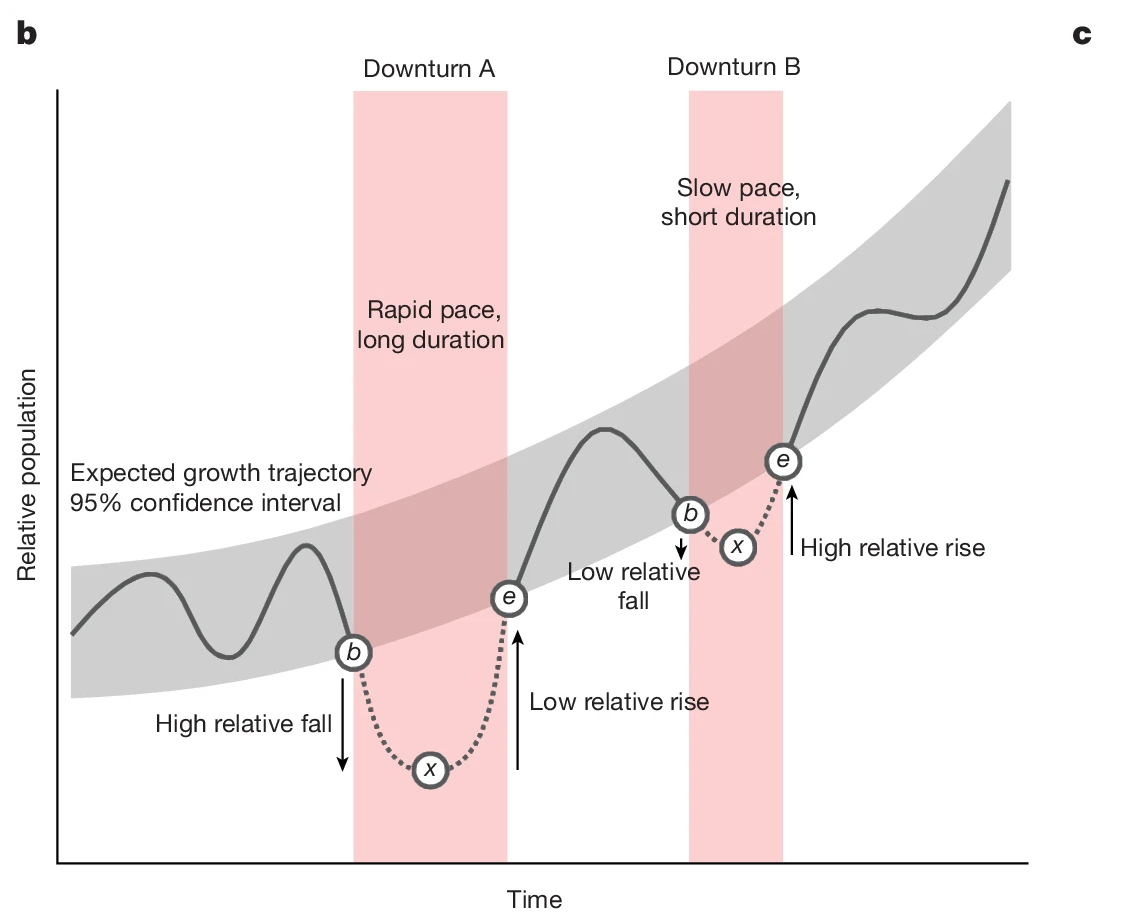 b
c
Downturn A
Downturn B
Slow pace,
short duration
Rapid pace,
long duration
Relative population
Expected growth trajectory
95% confidence interval
e
b
x
High relative rise
Low relative
fall
e
b
Low relative rise
High relative fall
x
Time